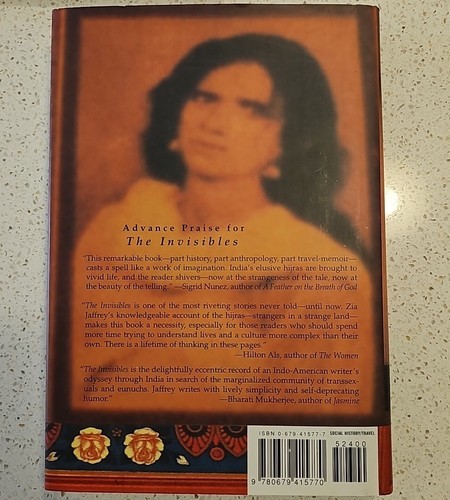 Advance Praise for
The Invisibles
"This remarkable book—part history, part anthropology, part travel-memoir—
casts a spell like a work of imagination. India's elusive hijras are brought to
vivid life, and the reader shivers—now at the strangeness of the tale, now at
the beauty of the telling." —Sigrid Nunez, author of A Feather on the Breath of God
"The Invisibles is one of the most riveting stories never told—until now. Zia
Jaffrey's knowledgeable account of the hijras—strangers in a strange land—
makes this book a necessity, especially for those readers who should spend
more time trying to understand lives and a culture more complex than their
own. There is a lifetime of thinking in these pages."
—Hilton Als, author of The Women
"The Invisibles is the delightfully eccentric record of an Indo-American writer's
odyssey through India in search of the marginalized community of transsex-
uals and eunuchs. Jaffrey writes with lively simplicity and self-deprecating
humor." —Bharati Mukherjee, author of Jasmine
ISBN 0-679-41577-7 SOCIAL HISTORY/TRAVEL
52400
9 780679 415770